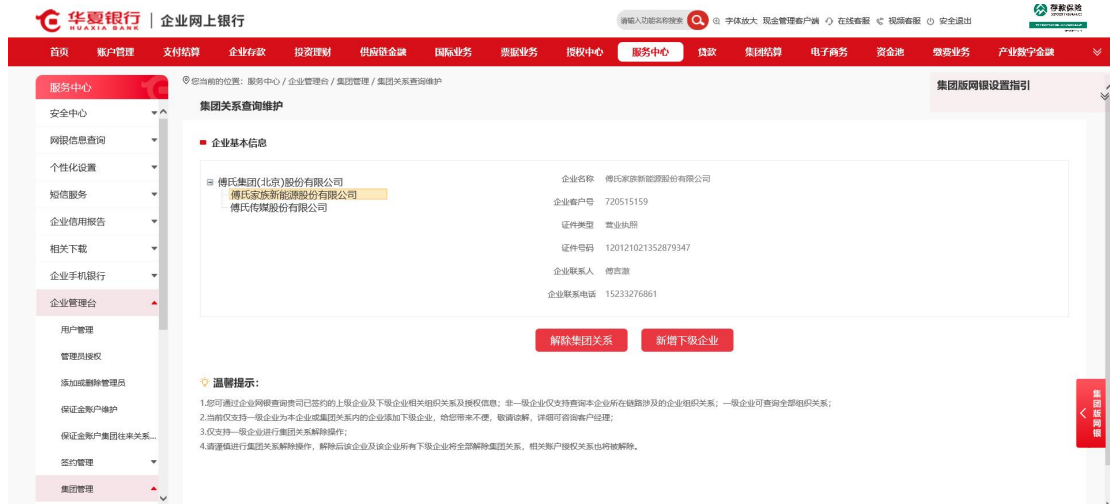 华夏银行 HUAXIA BANK | 企业网上银行
请输入功能名称搜索 字体放大 现金管理客户端 在线客服 视频客服 安全退出
存款保险
首页 账户管理 支付结算 企业存款 投资理财 供应链金融 国际业务 票据业务 授权中心 服务中心 贷款 集团结算 电子商务 资金池 缴费业务 产业数字金融
服务中心
安全中心
网银信息查询
个性化设置
短信服务
企业信用报告
相关下载
企业手机银行
企业管理台
用户管理
管理员授权
添加或删除管理员
保证金账户维护
保证金账户集团往来关系...
签约管理
集团管理
您当前的位置：服务中心 / 企业管理台 / 集团管理 / 集团关系查询维护
集团关系查询维护
企业基本信息
傅氏集团(北京)股份有限公司
傅氏家族新能源股份有限公司
傅氏传媒股份有限公司
企业名称 傅氏家族新能源股份有限公司
企业客户号 720515159
证件类型 营业执照
证件号码 120121021352879347
企业联系人 傅言澈
企业联系电话 15233276861
解除集团关系 新增下级企业
温馨提示：
1.您可通过企业网银查询贵司已签约的上级企业及下级企业相关组织关系及授权信息；非一级企业仅支持查询本企业所在链路涉及的企业组织关系；一级企业可查询全部组织关系；
2.当前仅支持一级企业为本企业或集团关系内的企业添加下级企业，给您带来不便，敬请谅解，详细可咨询客户经理；
3.仅支持一级企业进行集团关系解除操作；
4.请谨慎进行集团关系解除操作，解除后该企业及该企业所有下级企业将全部解除集团关系，相关账户授权关系也将被解除。
集团版网银设置指引
集团版网银